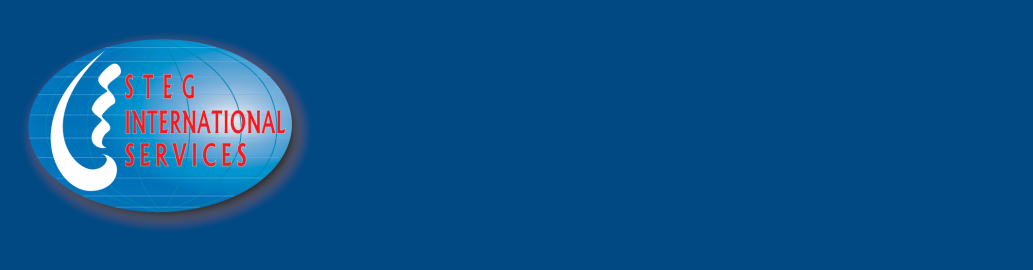 STEG
INTERNATIONAL
SERVICES